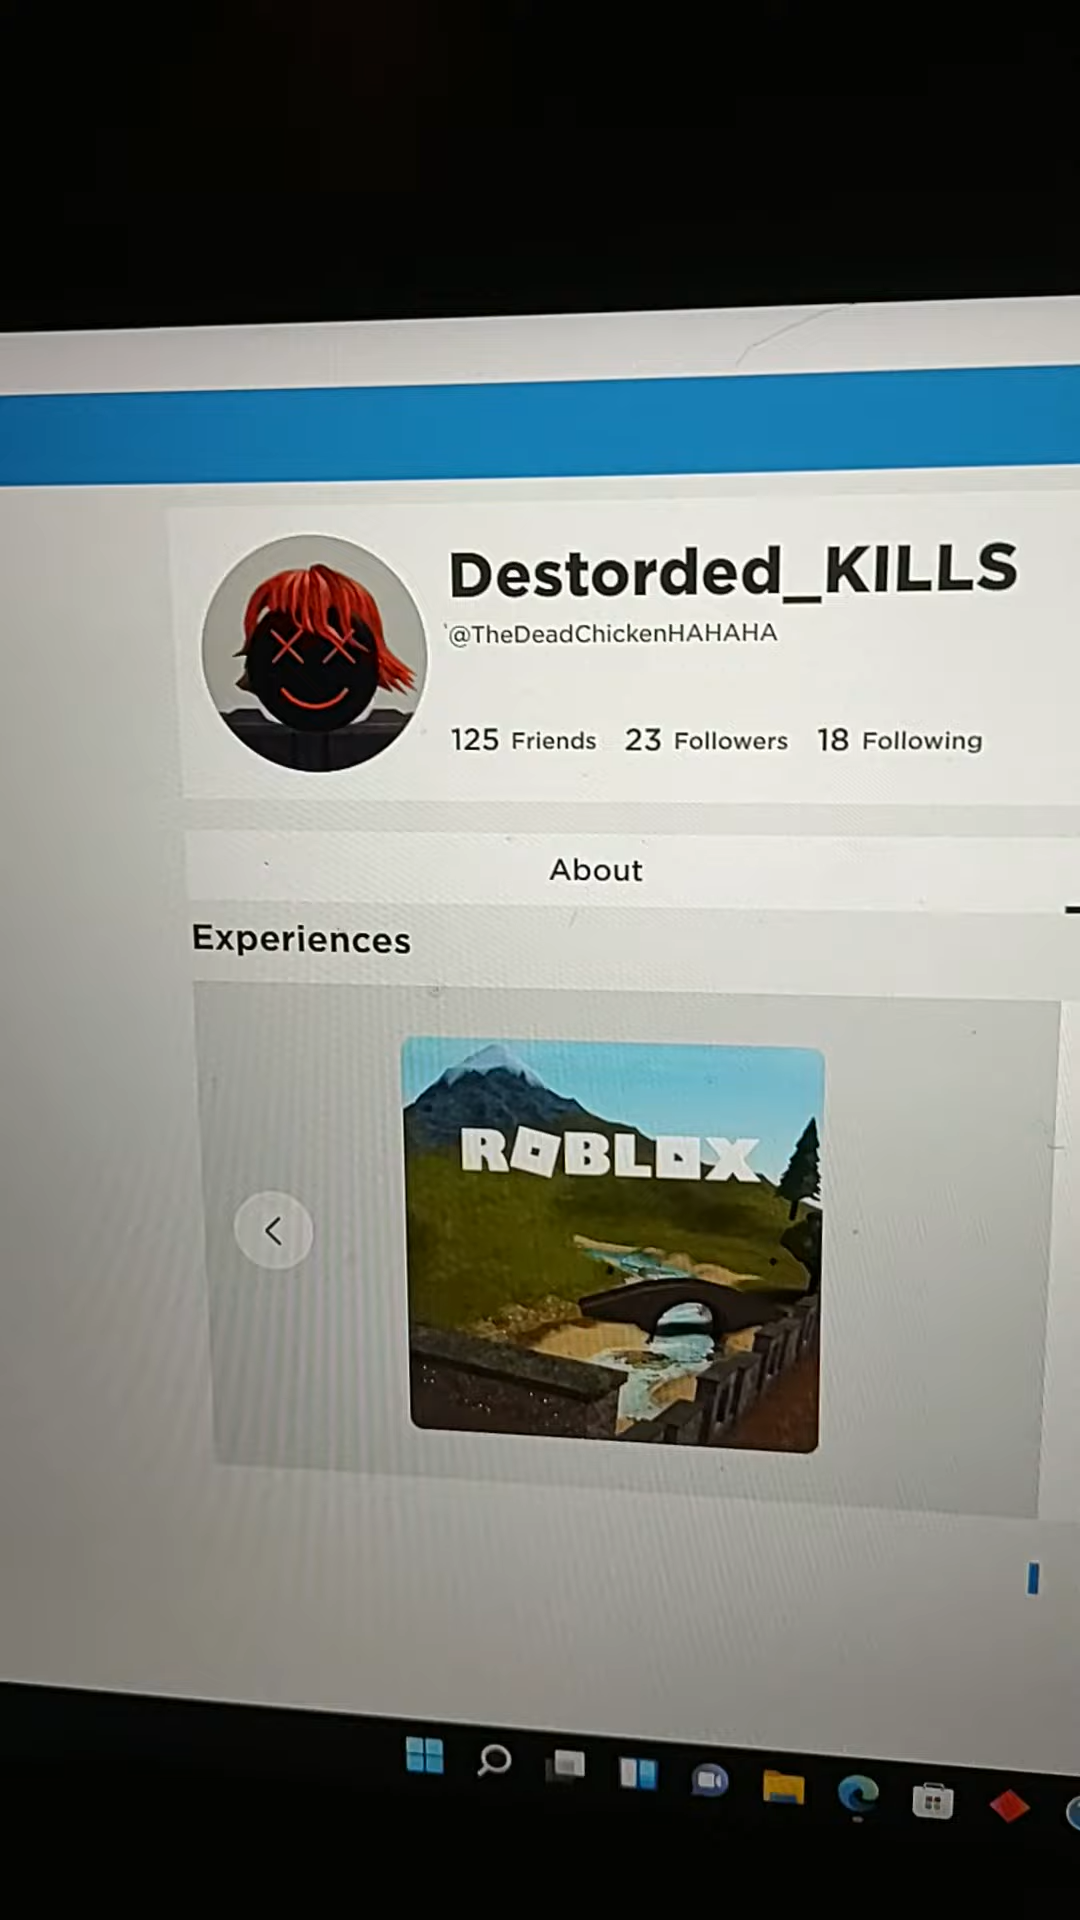 Destorded_KILLS
@TheDeadChickenHAHAHA
125 Friends 23 Followers 18 Following
About
Experiences
ROBLOX